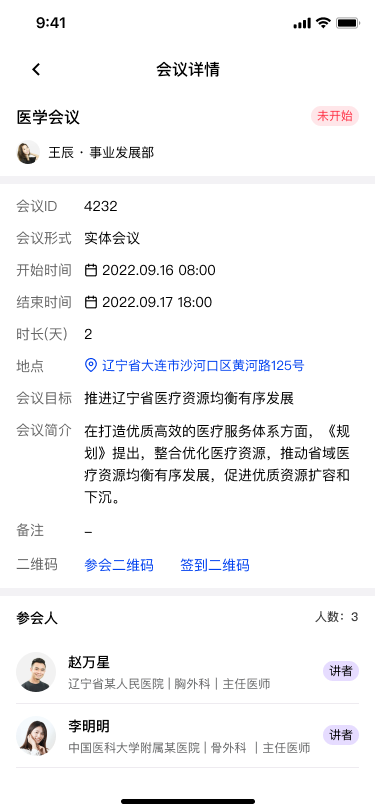 9:41
会议详情
医学会议
未开始
王辰 · 事业发展部
会议ID 4232
会议形式 实体会议
开始时间 2022.09.16 08:00
结束时间 2022.09.17 18:00
时长(天) 2
地点 辽宁省大连市沙河口区黄河路125号
会议目标 推进辽宁省医疗资源均衡有序发展
会议简介 在打造优质高效的医疗服务体系方面，《规
划》提出，整合优化医疗资源，推动省域医
疗资源均衡有序发展，促进优质资源扩容和
下沉。
备注 –
二维码 参会二维码 签到二维码
参会人 人数：3
赵万星
辽宁省某人民医院 | 胸外科 | 主任医师
讲者
李明明
中国医科大学附属某医院 | 骨外科 | 主任医师
讲者